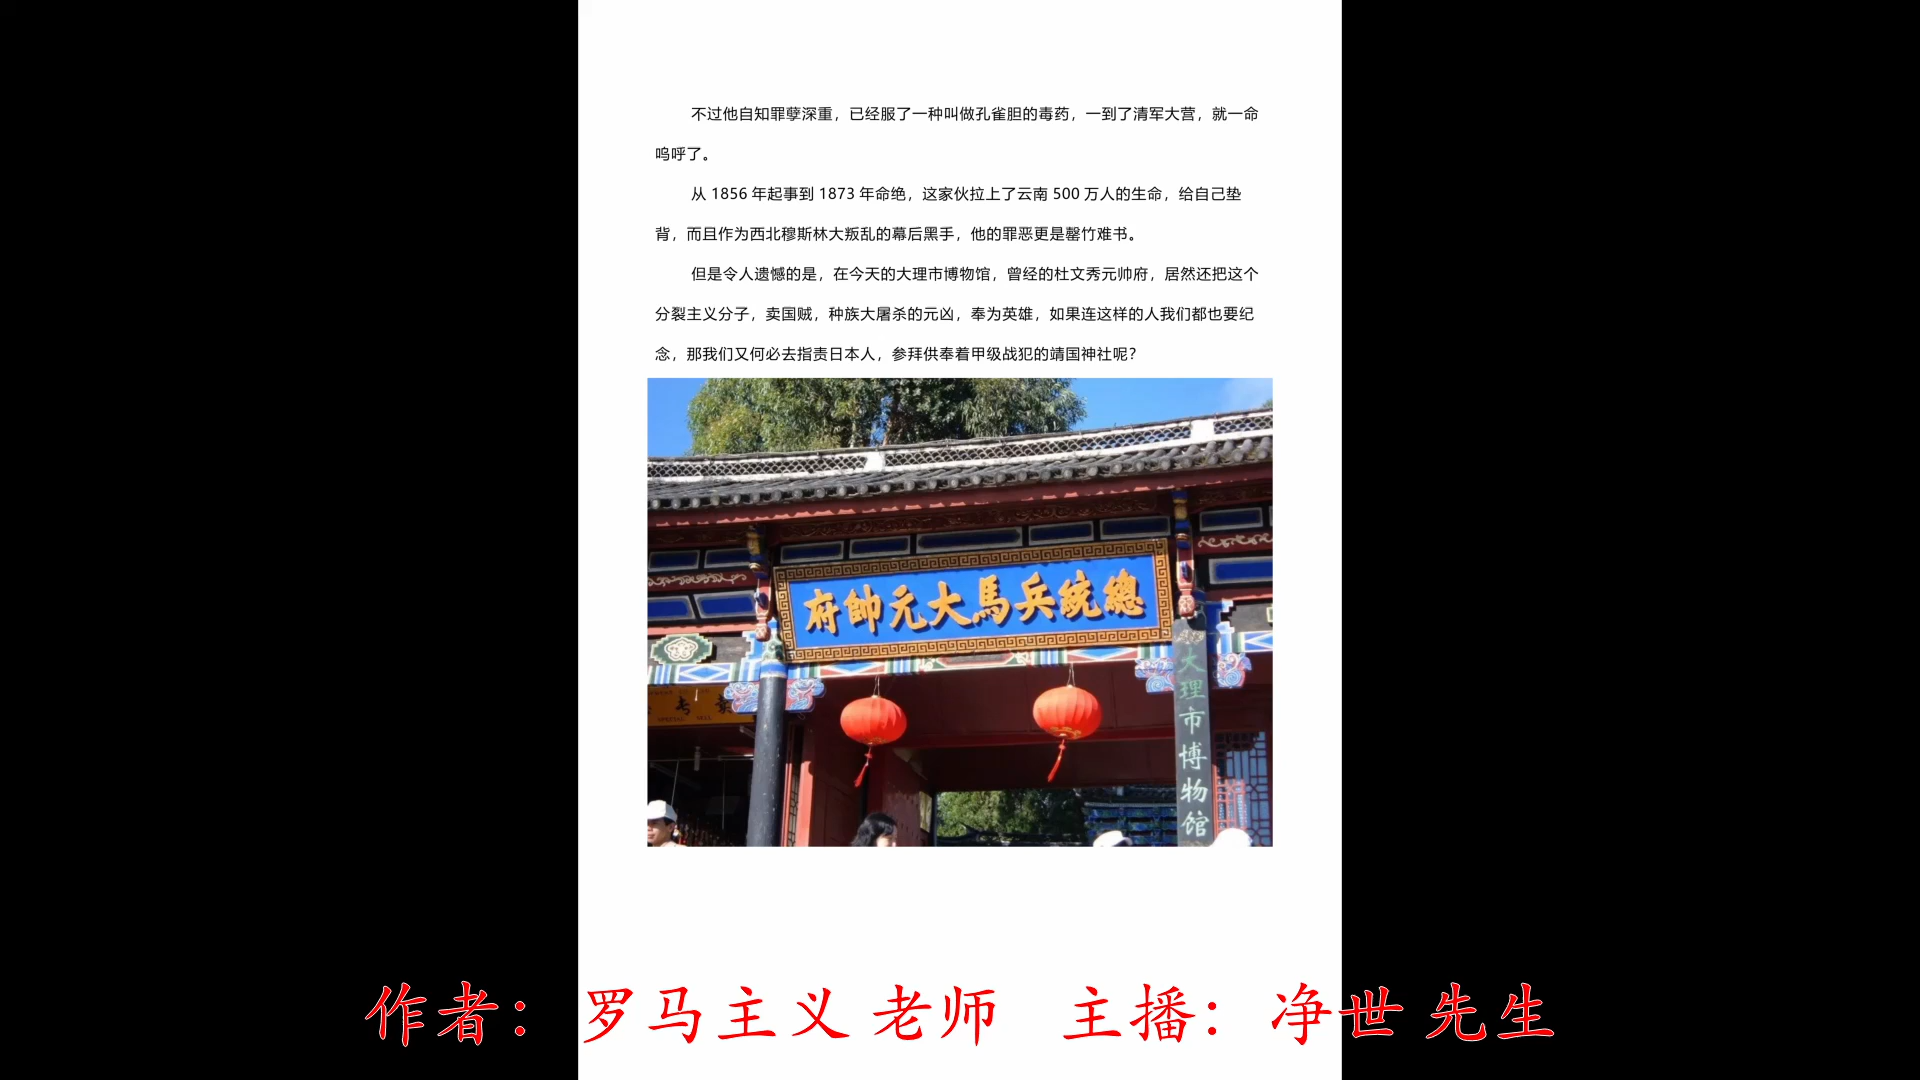 不过他自知罪孽深重，已经服了一种叫做孔雀胆的毒药，一到了清军大营，就一命
呜呼了。
从 1856 年起事到 1873 年命绝，这家伙拉上了云南 500 万人的生命，给自己垫
背，而且作为西北穆斯林大叛乱的幕后黑手，他的罪恶更是罄竹难书。
但是令人遗憾的是，在今天的大理市博物馆，曾经的杜文秀元帅府，居然还把这个
分裂主义分子，卖国贼，种族大屠杀的元凶，奉为英雄，如果连这样的人我们都也要纪
念，那我们又何必去指责日本人，参拜供奉着甲级战犯的靖国神社呢？
總統兵馬大元帥府
大理市博物馆
作者：罗马主义 老师 主播：净世 先生